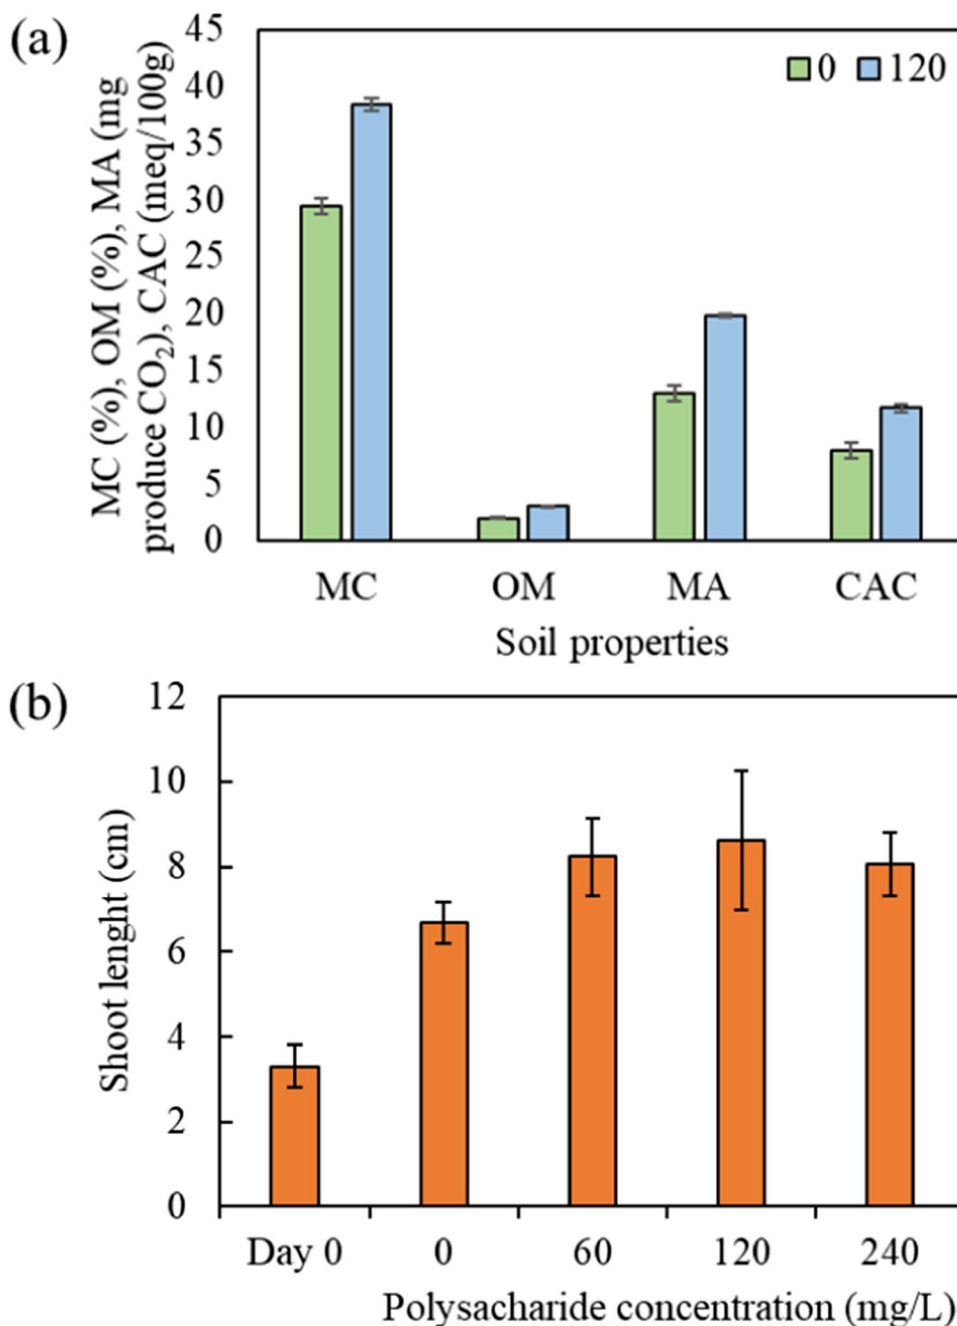 (a)
MC (%), OM (%), MA (mg
produce CO₂), CAC (meq/100g)
45
40
35
30
25
20
15
10
5
0
0 120
MC OM MA CAC
Soil properties
(b)
Shoot lenght (cm)
12
10
8
6
4
2
0
Day 0 0 60 120 240
Polysacharide concentration (mg/L)